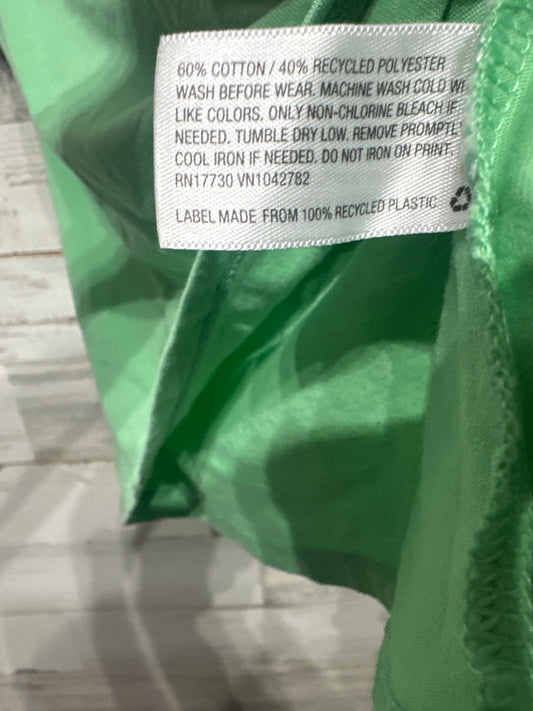 60% COTTON / 40% RECYCLED POLYESTER
WASH BEFORE WEAR. MACHINE WASH COLD
LIKE COLORS. ONLY NON-CHLORINE BLEACH IF
NEEDED. TUMBLE DRY LOW. REMOVE
COOL IRON IF NEEDED. DO NOT IRON ON PRINT.
RN17730 VN1042782
LABEL MADE FROM 100% RECYCLED PLASTIC